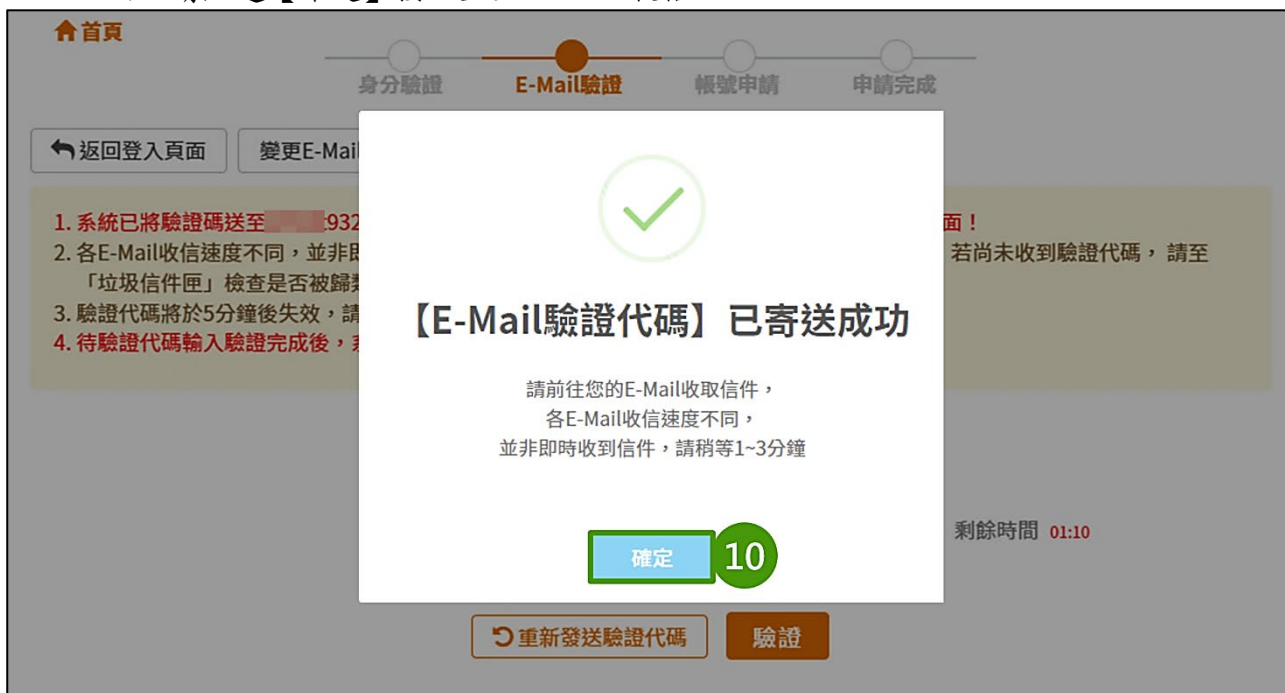 首頁
身分驗證 E-Mail驗證 帳號申請 申請完成
返回登入頁面 變更E-Mail
1. 系統已將驗證碼送至 932 面！
2. 各E-Mail收信速度不同，並非 若尚未收到驗證代碼， 請至
「垃圾信件匣」檢查是否被歸
3. 驗證代碼將於5分鐘後失效，請
4. 待驗證代碼輸入驗證完成後，
【E-Mail驗證代碼】已寄送成功
請前往您的E-Mail收取信件，
各E-Mail收信速度不同，
並非即時收到信件，請稍等1~3分鐘
剩餘時間 01:10
確定 10
重新發送驗證代碼 驗證